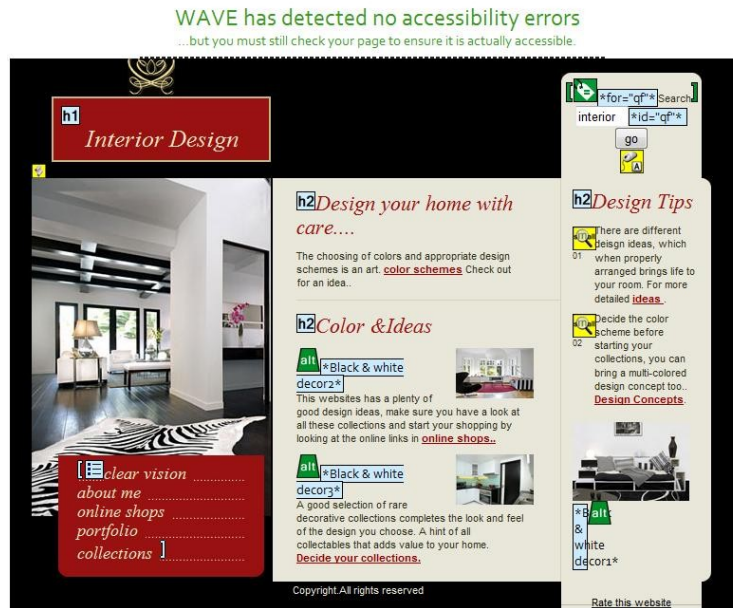 WAVE has detected no accessibility errors
...but you must still check your page to ensure it is actually accessible.
h1
Interior Design
*for="qf"* Search
interior *id="qf"*
go
A
h2 Design your home with
care....
The choosing of colors and appropriate design
schemes is an art. color schemes Check out
for an idea..
h2 Color &Ideas
alt *Black & white
decor2*
This websites has a plenty of
good design ideas, make sure you have a look at
all these collections and start your shopping by
looking at the online links in online shops..
alt *Black & white
decor3*
A good selection of rare
decorative collections completes the look and feel
of the design you choose. A hint of all
collectables that adds value to your home.
Decide your collections.
h2 Design Tips
There are different
deisgn ideas, which
when properly
arranged brings life to
your room. For more
detailed ideas .
01
Decide the color
scheme before
starting your
collections, you can
bring a multi-colored
design concept too..
Design Concepts.
02
alt
&
white
decor1*
clear vision
about me
online shops
portfolio
collections
Copyright.All rights reserved
Rate this website